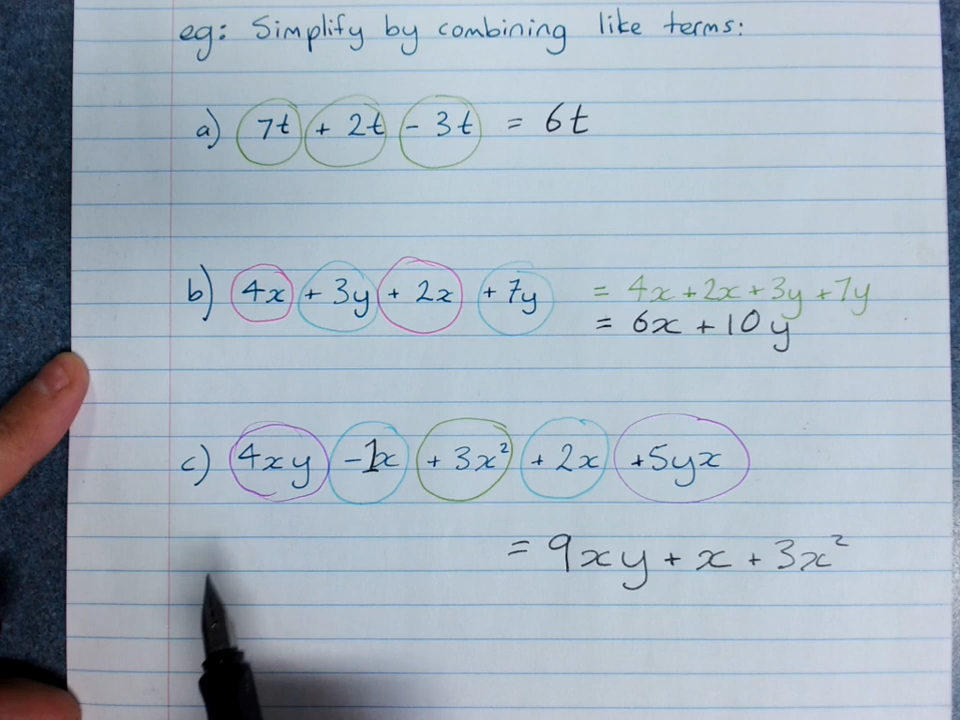 eg: Simplify by combining like terms:
a) 7t + 2t - 3t = 6t
b) 4x + 3y + 2x + 7y = 4x + 2x + 3y + 7y
= 6x + 10y
c) 4xy - 1x + 3x² + 2x + 5yx
= 9xy + x + 3x²